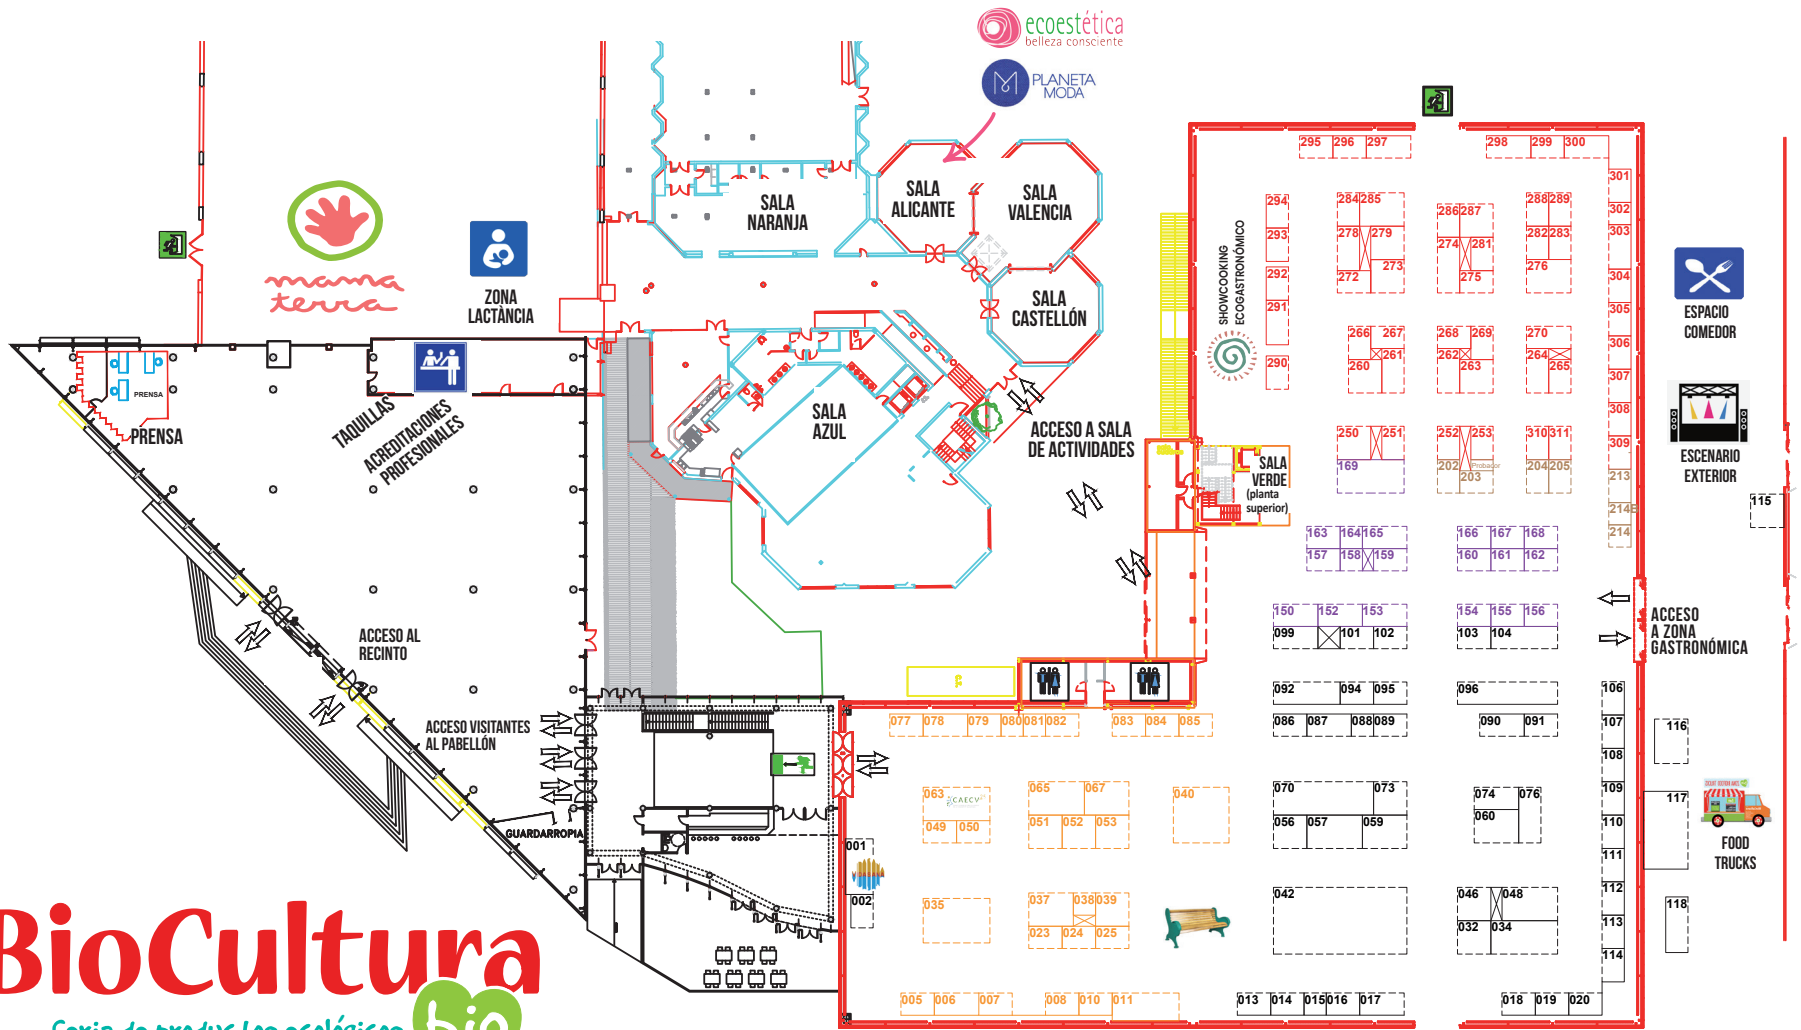 ecoestética
belleza consciente
PLANETA
MODA
SALA
NARANJA
SALA
ALICANTE
SALA
VALENCIA
SALA
CASTELLÓN
SALA
AZUL
mama
terra
ZONA
LACTÀNCIA
PRENSA
PRENSA
TAQUILLAS
ACREDITACIONES
PROFESIONALES
ACCESO A SALA
DE ACTIVIDADES
SHOWCOOKING
ECOGASTRONÓMICO
SALA
VERDE
(planta
superior)
ACCESO AL
RECINTO
ACCESO VISITANTES
AL PABELLÓN
GUARDARROPIA
ESPACIO
COMEDOR
ESCENARIO
EXTERIOR
ACCESO
A ZONA
GASTRONÓMICA
FOOD
TRUCKS
295 296 297
298 299 300
301
302
303
304
305
306
307
308
309
213
214B
214
294
293
292
291
290
284 285
278 279
273
272
286 287
274 281
275
288 289
282 283
276
266 267
261
260
268 269
262
263
270
264
265
250 251
169
252 253
202 Probador
203
310 311
204 205
163 164 165
157 158 159
166 167 168
160 161 162
150 152 153
099 101 102
154 155 156
103 104
092 094 095
096
086 087 088 089
090 091
106
107
108
109
110
111
112
113
114
115
116
117
118
077 078 079 080 081 082
083 084 085
063 CAECV
049 050
065 067
051 052 053
040
070 073
056 057 059
074 076
060
001
002
035
037 038 039
023 024 025
042
046 048
032 034
005 006 007
008 010 011
013 014 015 016 017
018 019 020
BioCultura
bio